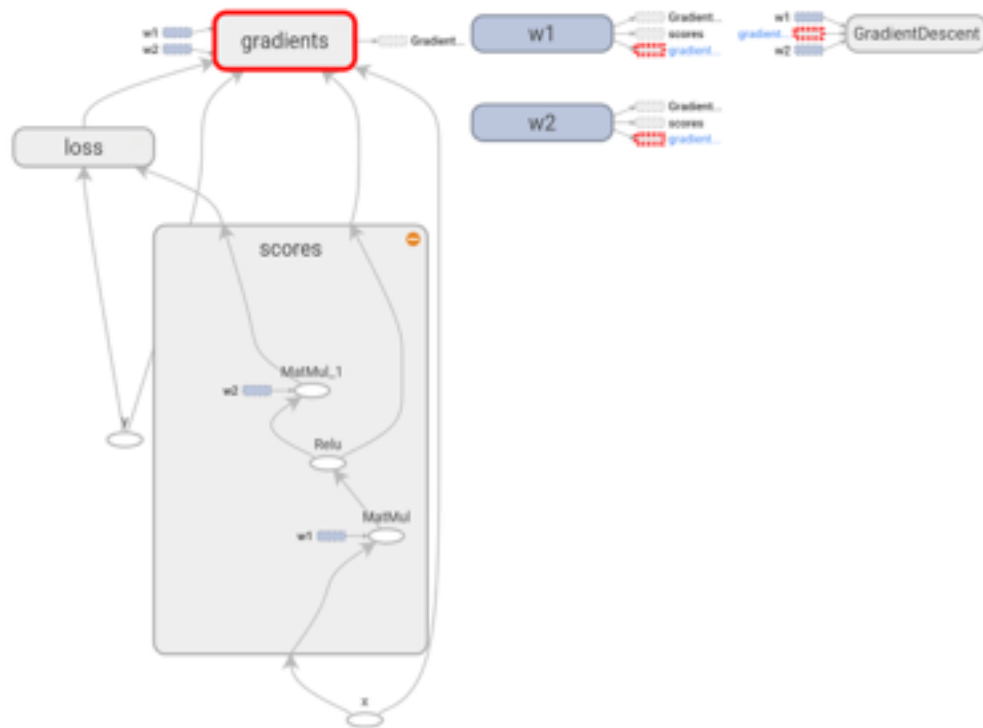 w1
w2
gradients
Gradient...
w1
Gradient...
scores
gradient...
w1
gradient...
w2
GradientDescent
w2
Gradient...
scores
gradient...
loss
scores
MatMul_1
w2
y
Relu
MatMul
w1
x